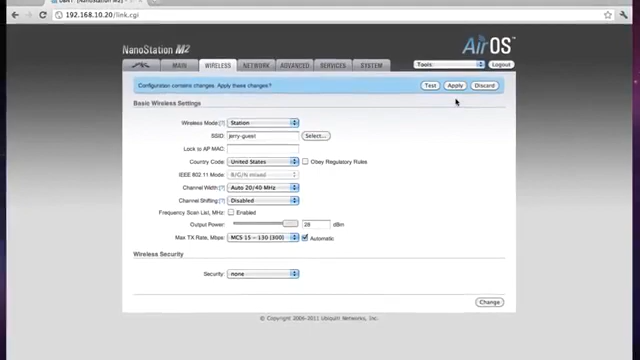 192.168.10.20/link.cgi
NanoStation M2
AirOS™
MAIN WIRELESS NETWORK ADVANCED SERVICES SYSTEM Tools: Logout
Configuration contains changes. Apply these changes? Test Apply Discard
Basic Wireless Settings
Wireless Mode:[?] Station
SSID: jerry-guest Select...
Lock to AP MAC:
Country Code: United States Obey Regulatory Rules
IEEE 802.11 Mode: B/G/N mixed
Channel Width:[?] Auto 20/40 MHz
Channel Shifting:[?] Disabled
Frequency Scan List, MHz: Enabled
Output Power: 28 dBm
Max TX Rate, Mbps: MCS 15 – 130 [300] Automatic
Wireless Security
Security: none
Change
© Copyright 2006-2011 Ubiquiti Networks, Inc.